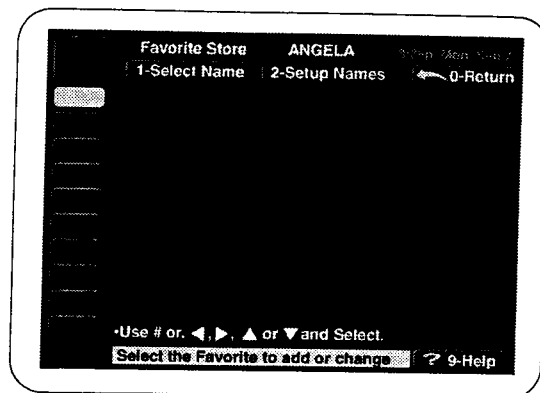 Favorite Store ANGELA
1-Select Name 2-Setup Names 0-Return
•Use # or, ◀, ▶, ▲ or ▼ and Select.
Select the Favorite to add or change ? 9-Help